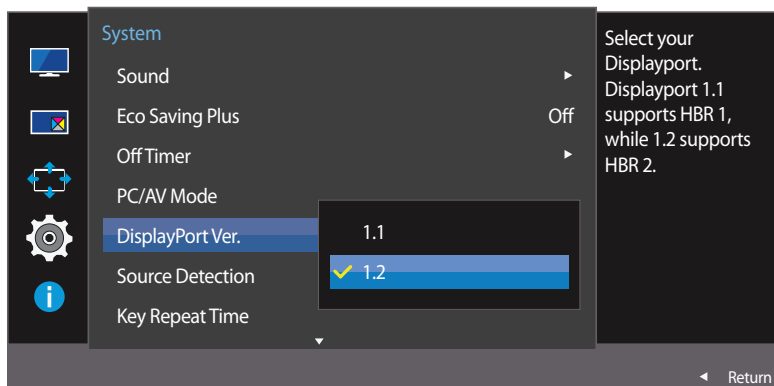 System
Sound
Eco Saving Plus Off
Off Timer
PC/AV Mode
DisplayPort Ver.
1.1
1.2
Source Detection
Key Repeat Time
Select your
Displayport.
Displayport 1.1
supports HBR 1,
while 1.2 supports
HBR 2.
Return